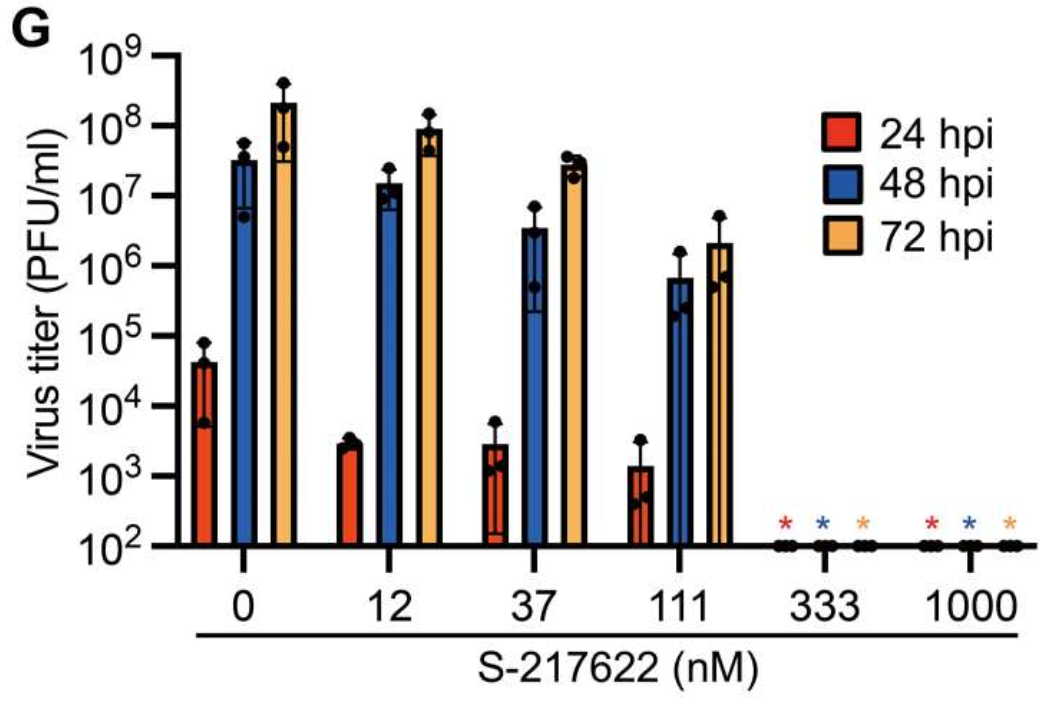 G
10⁹
10⁸
10⁷
10⁶
10⁵
10⁴
10³
10²
Virus titer (PFU/ml)
24 hpi
48 hpi
72 hpi
* * * * * *
0 12 37 111 333 1000
S-217622 (nM)